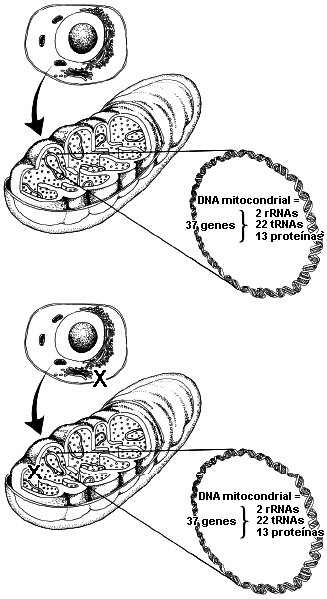 DNA mitocondrial =
2 rRNAs
37 genes } 22 tRNAs
13 proteínas
X
X
DNA mitocondrial =
2 rRNAs
37 genes } 22 tRNAs
13 proteínas